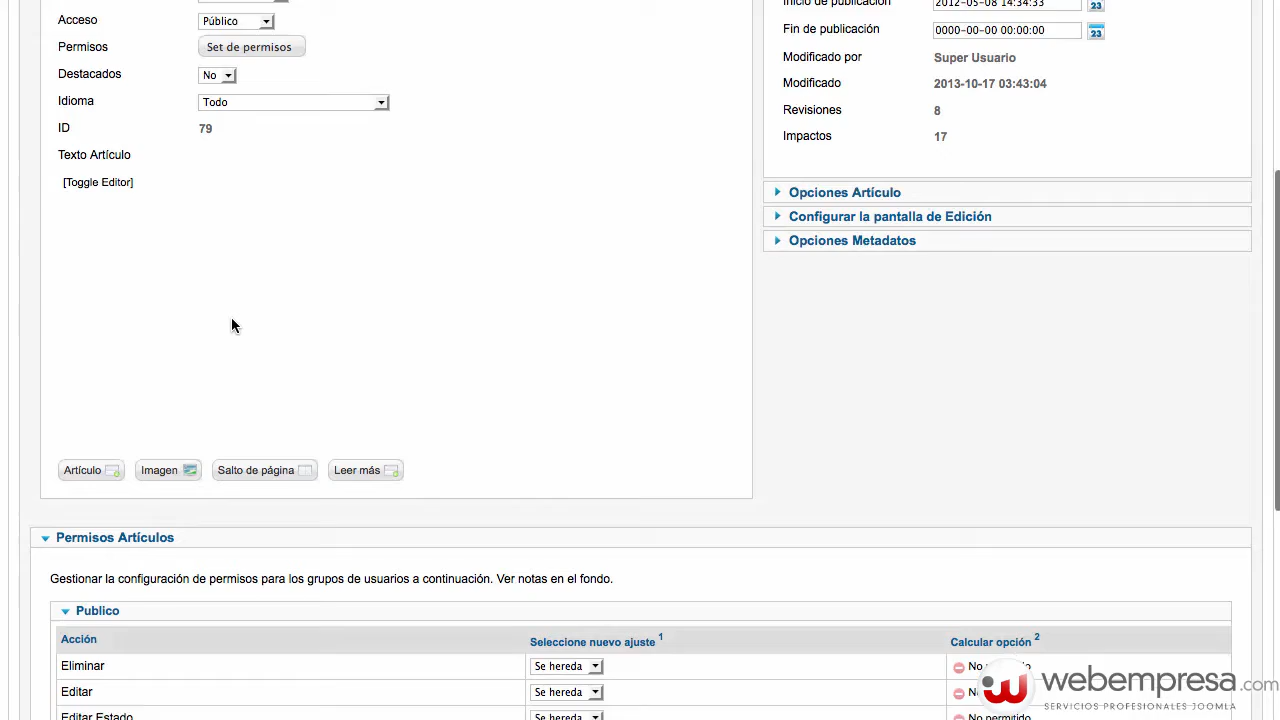 Inicio de publicación 2012-05-08 14:34:33 23
Acceso Público
Fin de publicación 0000-00-00 00:00:00 23
Permisos Set de permisos
Modificado por Super Usuario
Destacados No
Modificado 2013-10-17 03:43:04
Idioma Todo
Revisiones 8
ID 79
Impactos 17
Texto Artículo
[Toggle Editor]
Opciones Artículo
Configurar la pantalla de Edición
Opciones Metadatos
Artículo Imagen Salto de página Leer más
Permisos Artículos
Gestionar la configuración de permisos para los grupos de usuarios a continuación. Ver notas en el fondo.
Publico
Acción Seleccione nuevo ajuste 1 Calcular opción 2
Eliminar Se hereda No
Editar Se hereda
Editar Estado Se hereda No permitido
webempresa.com
SERVICIOS PROFESIONALES JOOMLA